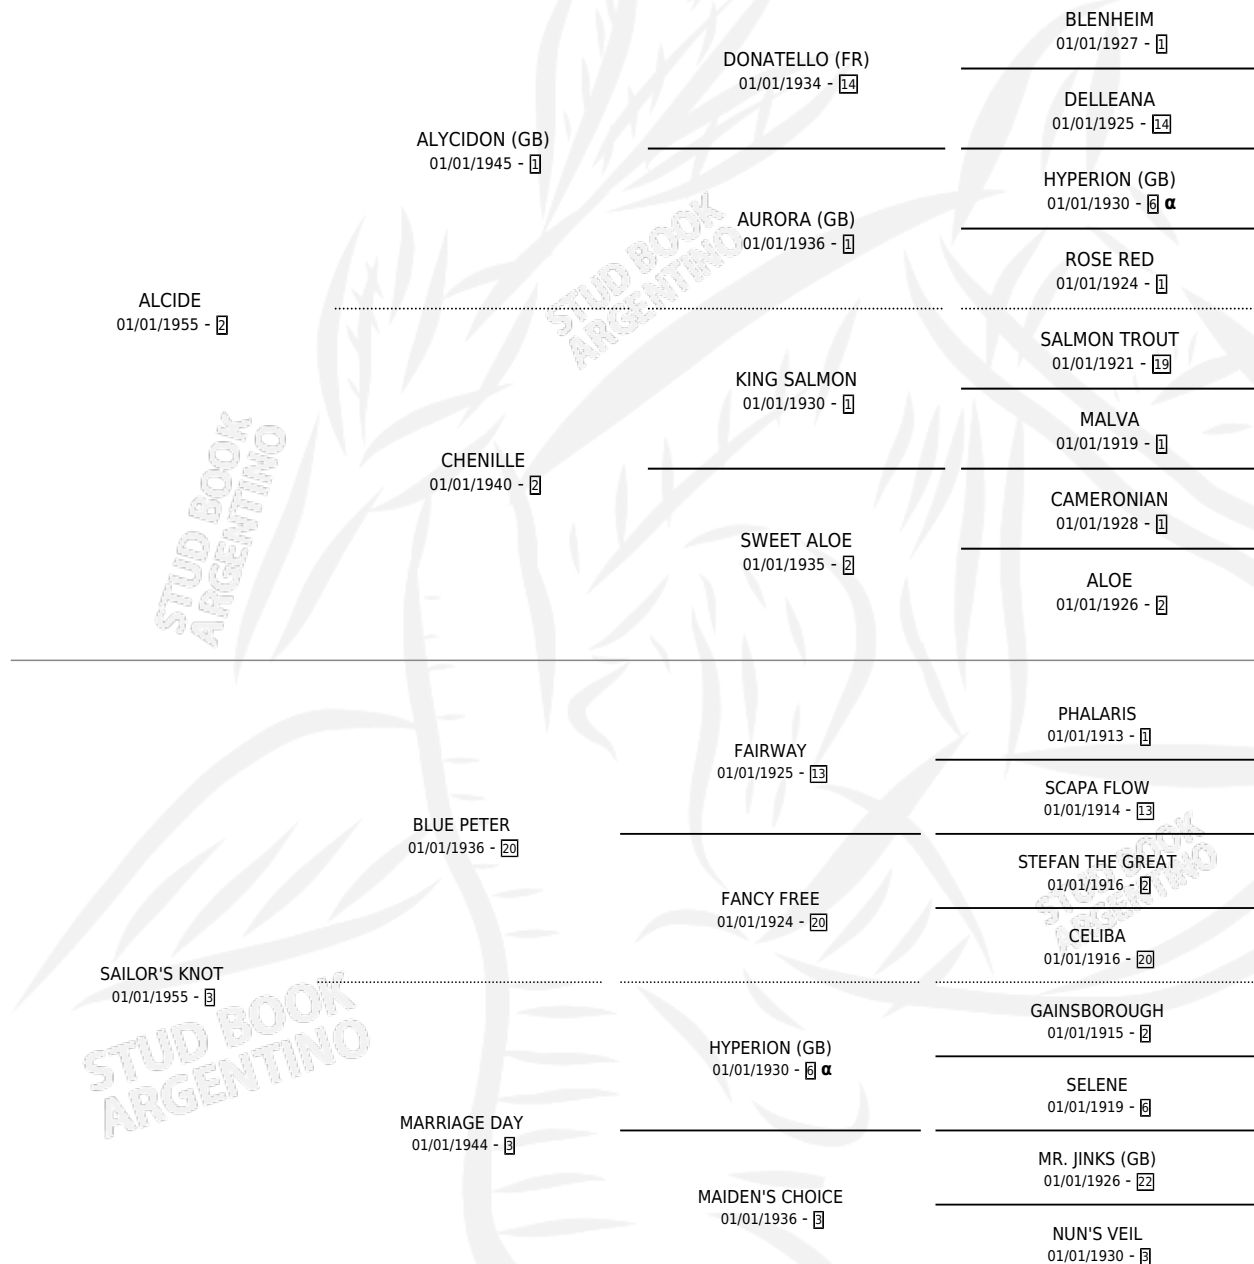 BLENHEIM
01/01/1927 - 1
DONATELLO (FR)
01/01/1934 - 14
DELLEANA
01/01/1925 - 14
ALYCIDON (GB)
01/01/1945 - 1
HYPERION (GB)
01/01/1930 - 6 α
AURORA (GB)
01/01/1936 - 1
ROSE RED
01/01/1924 - 1
STUD BOOK
ARGENTINO
ALCIDE
01/01/1955 - 2
SALMON TROUT
01/01/1921 - 19
KING SALMON
01/01/1930 - 1
MALVA
01/01/1919 - 1
CHENILLE
01/01/1940 - 2
CAMERONIAN
01/01/1928 - 1
SWEET ALOE
01/01/1935 - 2
ALOE
01/01/1926 - 2
STUD BOOK
ARGENTINO
PHALARIS
01/01/1913 - 1
FAIRWAY
01/01/1925 - 13
SCAPA FLOW
01/01/1914 - 13
BLUE PETER
01/01/1936 - 20
STEFAN THE GREAT
01/01/1916 - 2
FANCY FREE
01/01/1924 - 20
CELIBA
01/01/1916 - 20
STUD BOOK
ARGENTINO
SAILOR'S KNOT
01/01/1955 - 3
GAINSBOROUGH
01/01/1915 - 2
HYPERION (GB)
01/01/1930 - 6 α
SELENE
01/01/1919 - 6
STUD BOOK
ARGENTINO
MARRIAGE DAY
01/01/1944 - 3
MR. JINKS (GB)
01/01/1926 - 22
MAIDEN'S CHOICE
01/01/1936 - 3
NUN'S VEIL
01/01/1930 - 3